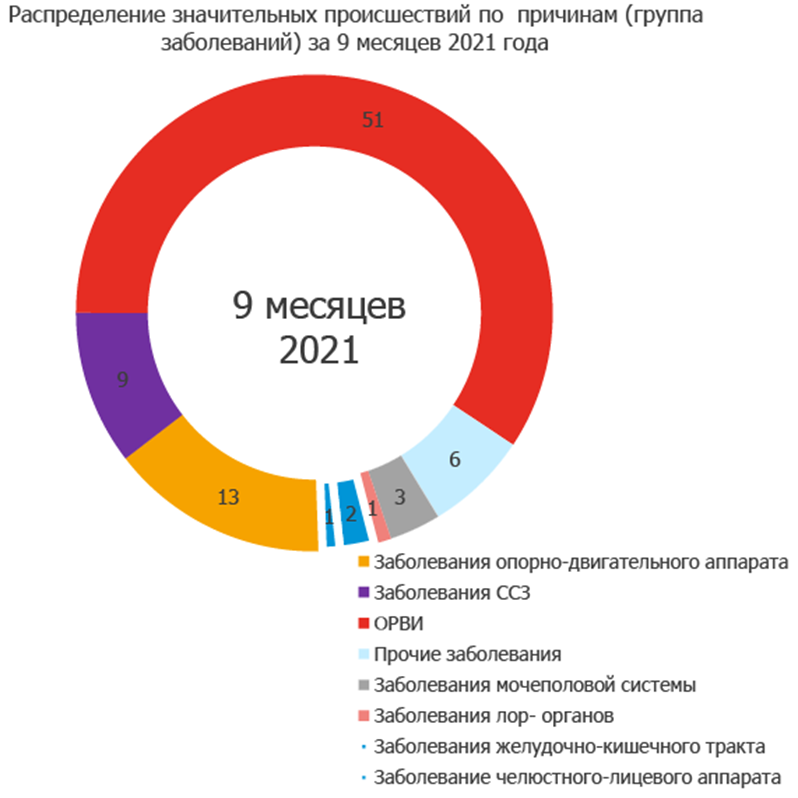 Распределение значительных происшествий по  причинам (группа
заболеваний) за 9 месяцев 2021 года
51
9 месяцев
2021
9
6
13
1
2
1
3
Заболевания опорно-двигательного аппарата
Заболевания ССЗ
ОРВИ
Прочие заболевания
Заболевания мочеполовой системы
Заболевания лор- органов
Заболевания желудочно-кишечного тракта
Заболевание челюстного-лицевого аппарата